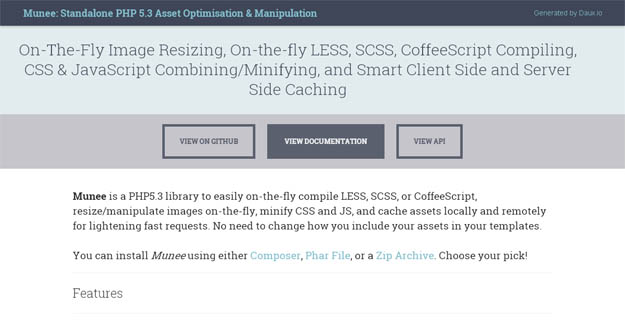 Munee: Standalone PHP 5.3 Asset Optimisation & Manipulation
Generated by Daux.io
On-The-Fly Image Resizing, On-the-fly LESS, SCSS, CoffeeScript Compiling,
CSS & JavaScript Combining/Minifying, and Smart Client Side and Server
Side Caching
VIEW ON GITHUB
VIEW DOCUMENTATION
VIEW API
Munee is a PHP5.3 library to easily on-the-fly compile LESS, SCSS, or CoffeeScript,
resize/manipulate images on-the-fly, minify CSS and JS, and cache assets locally and remotely
for lightening fast requests. No need to change how you include your assets in your templates.
You can install Munee using either Composer, Phar File, or a Zip Archive. Choose your pick!
Features